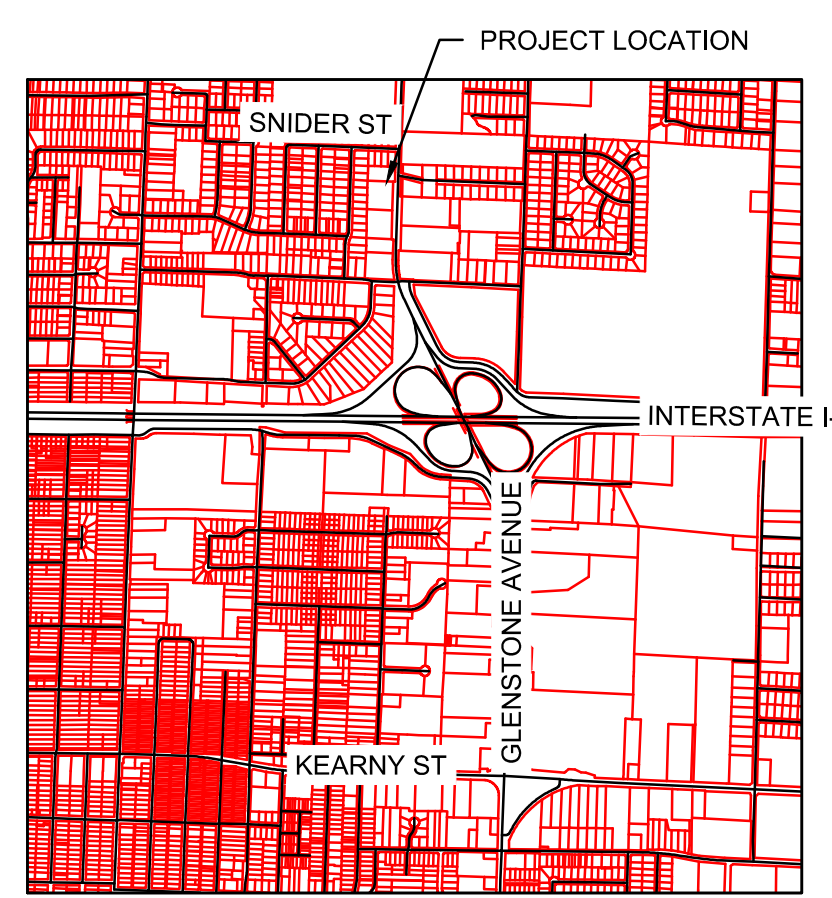 PROJECT LOCATION
SNIDER ST
INTERSTATE I-
GLENSTONE AVENUE
KEARNY ST